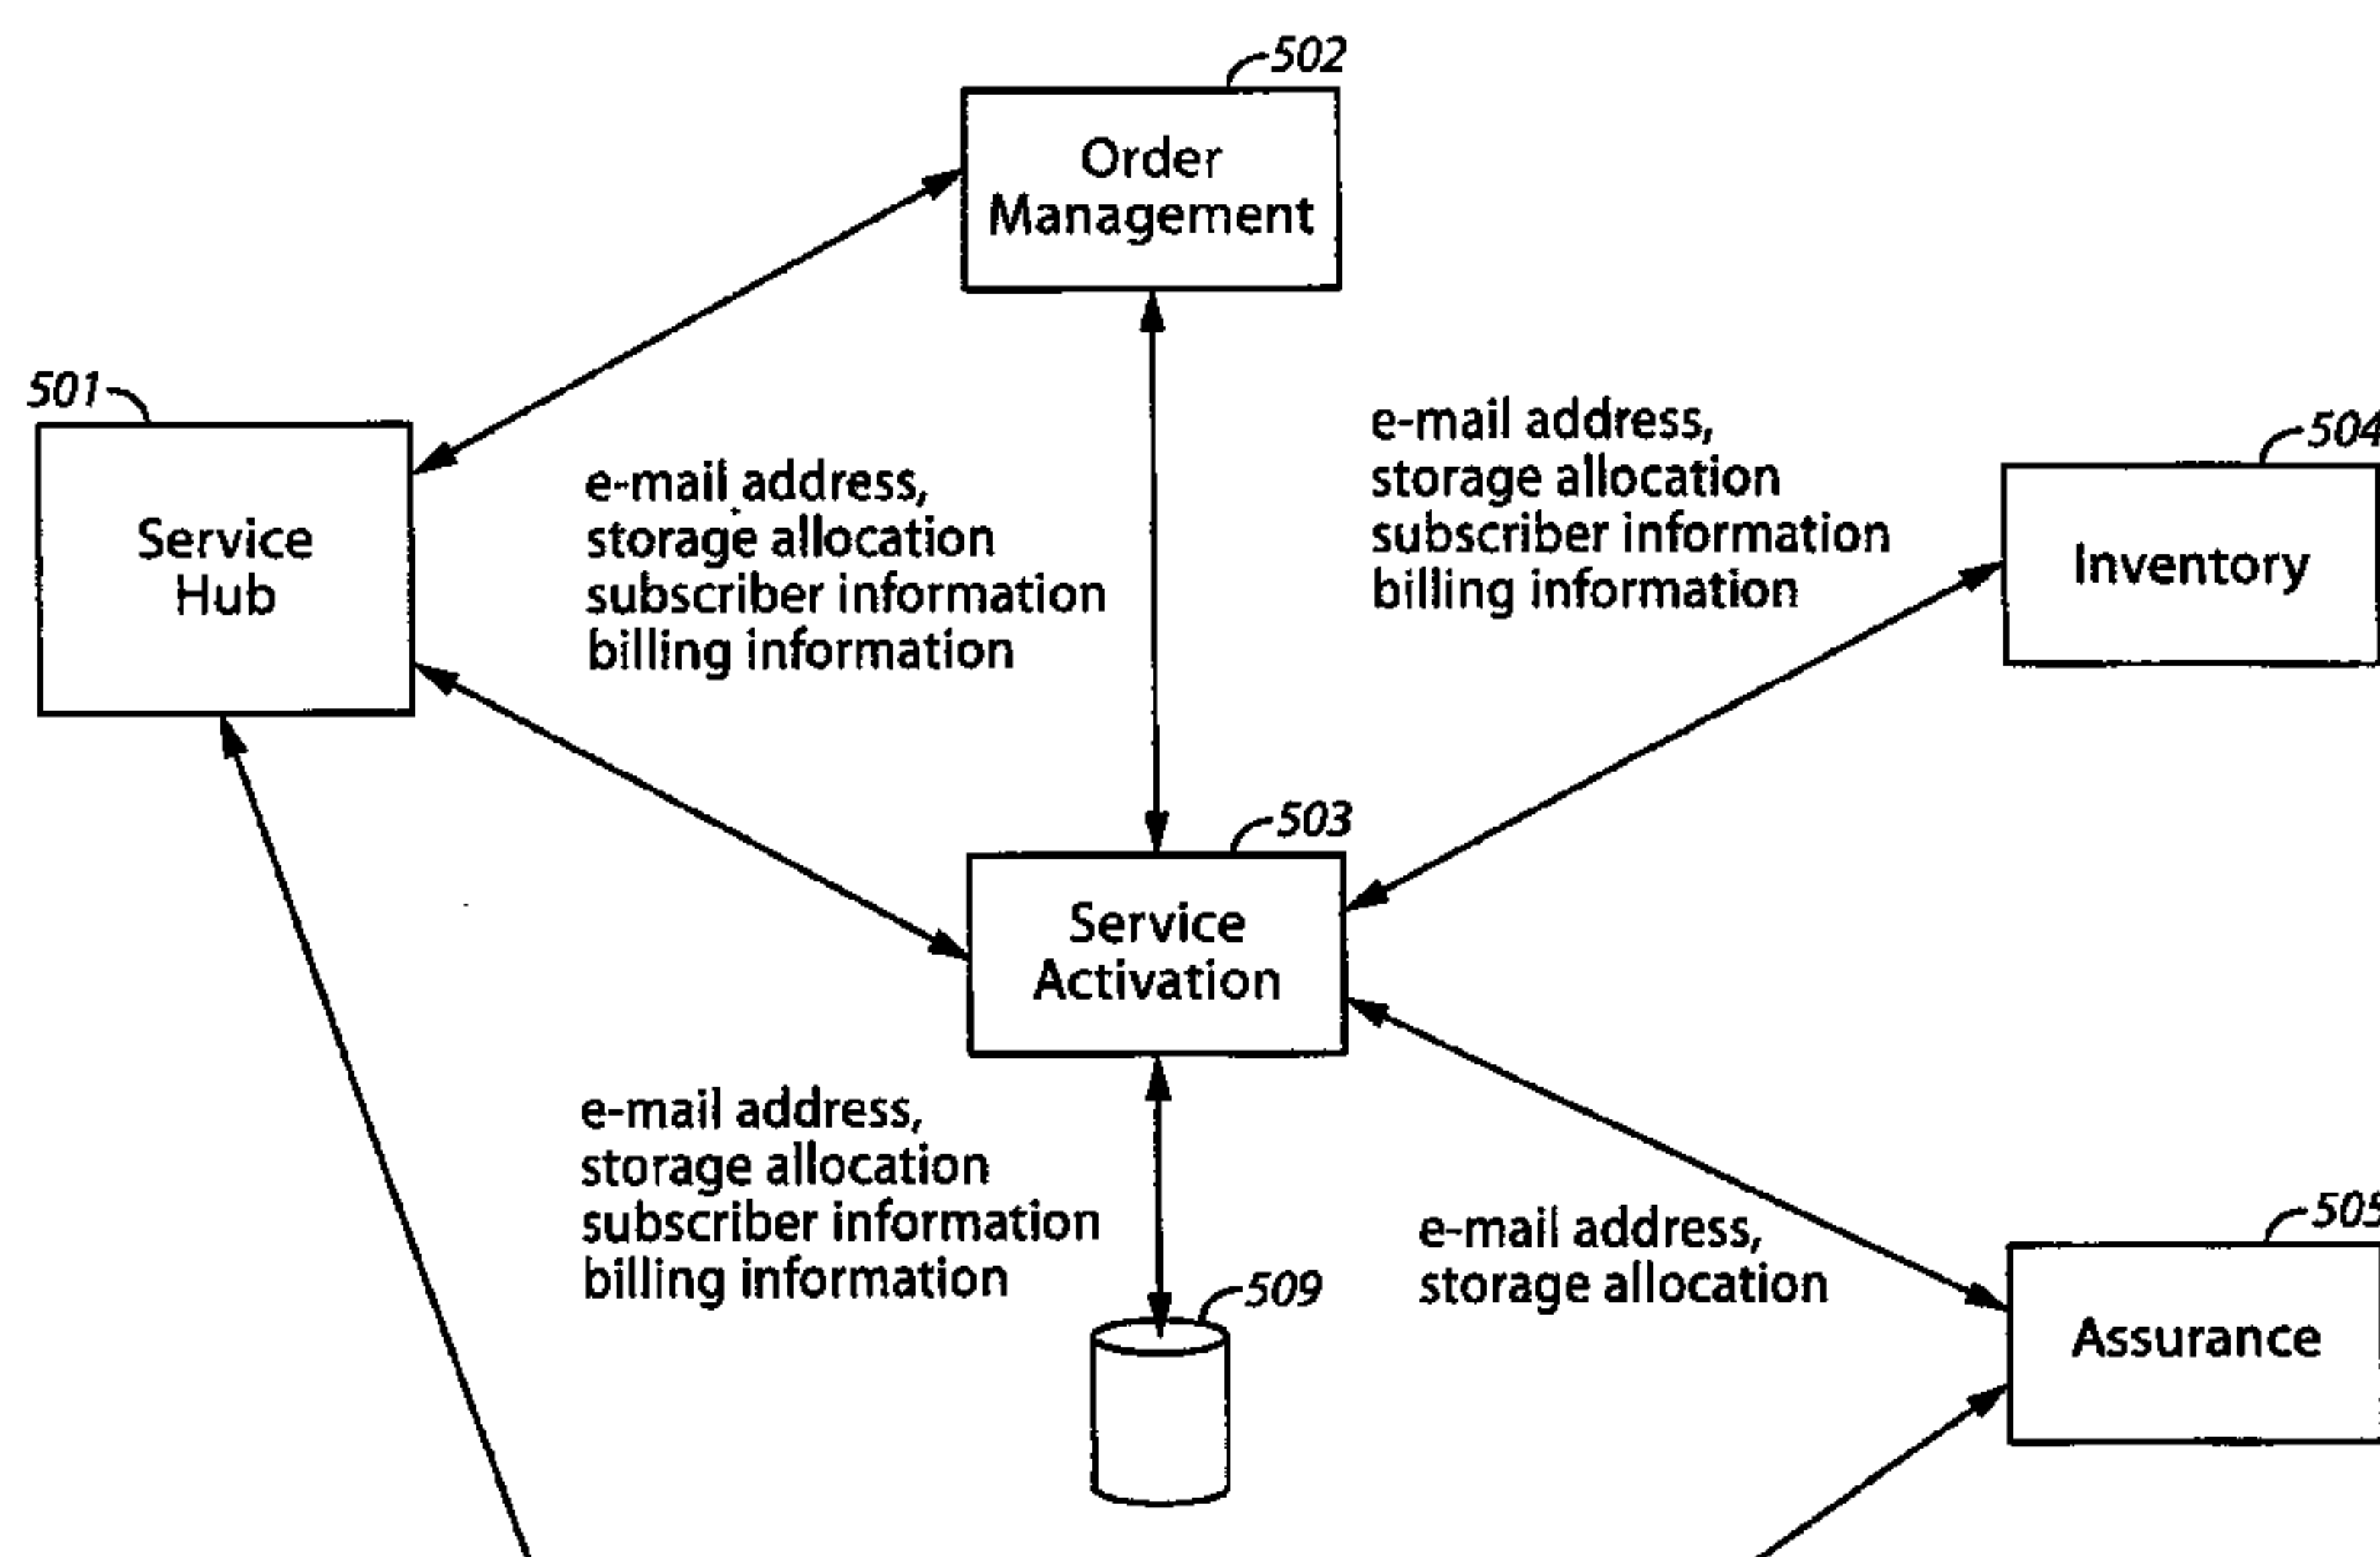 502
Order
Management
501
Service
Hub
e-mail address,
storage allocation
subscriber information
billing information
e-mail address,
storage allocation
subscriber information
billing information
504
Inventory
503
Service
Activation
e-mail address,
storage allocation
subscriber information
billing information
509
e-mail address,
storage allocation
505
Assurance